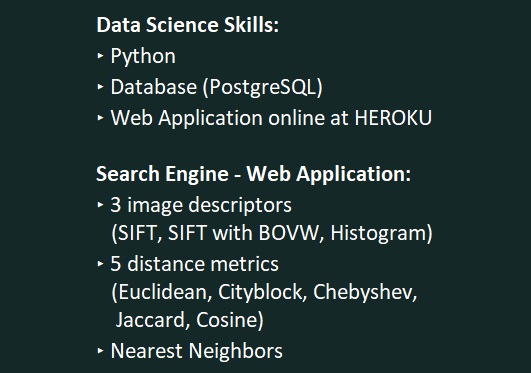 Data Science Skills:
‣ Python
‣ Database (PostgreSQL)
‣ Web Application online at HEROKU
Search Engine - Web Application:
‣ 3 image descriptors
(SIFT, SIFT with BOVW, Histogram)
‣ 5 distance metrics
(Euclidean, Cityblock, Chebyshev,
Jaccard, Cosine)
‣ Nearest Neighbors